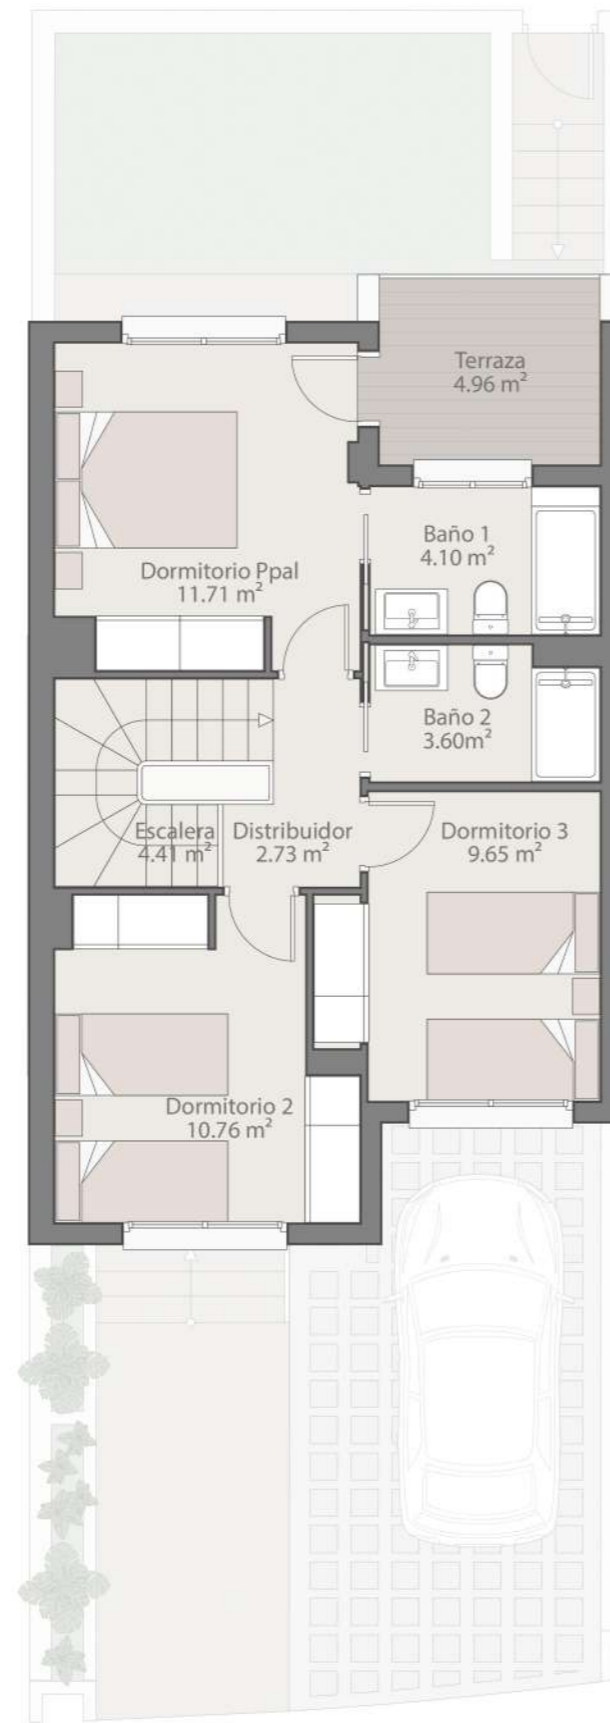 Terraza
4.96 m²
Baño 1
4.10 m²
Dormitorio Ppal
11.71 m²
Baño 2
3.60m²
Escalera
4.41 m²
Distribuidor
2.73 m²
Dormitorio 3
9.65 m²
Dormitorio 2
10.76 m²